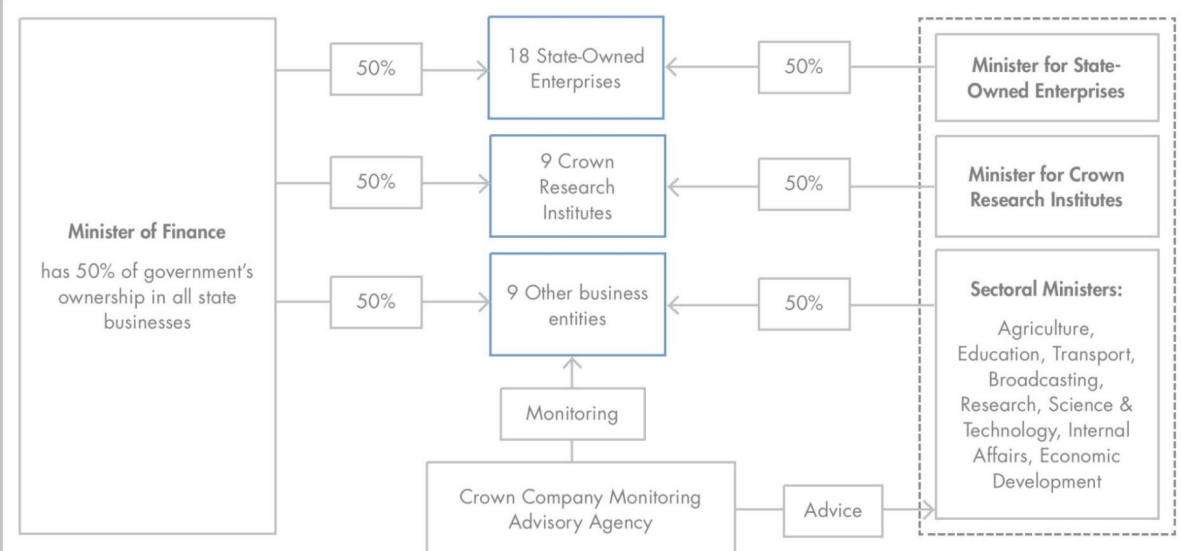 Minister of Finance
has 50% of government's
ownership in all state
businesses
50%
18 State-Owned
Enterprises
50%
Minister for State-
Owned Enterprises
50%
9 Crown
Research
Institutes
50%
Minister for Crown
Research Institutes
50%
9 Other business
entities
50%
Sectoral Ministers:
Agriculture,
Education, Transport,
Broadcasting,
Research, Science &
Technology, Internal
Affairs, Economic
Development
Monitoring
Crown Company Monitoring
Advisory Agency
Advice